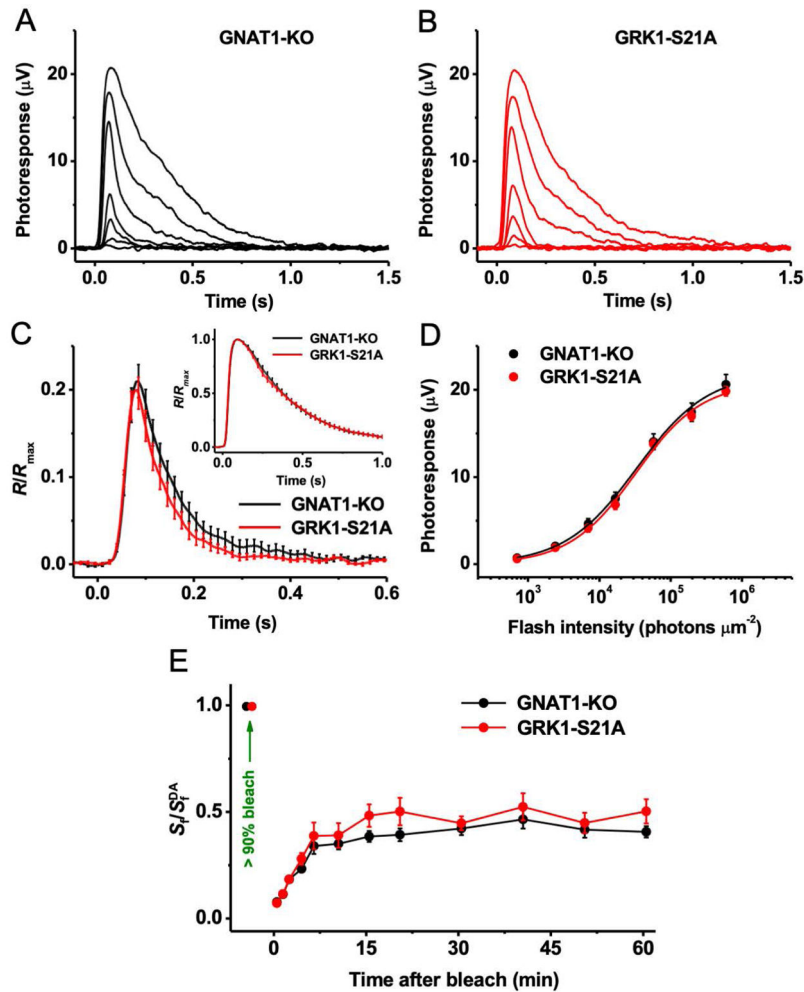 A
GNAT1-KO
Photoresponse (μV)
20
10
0
0.0
0.5
1.0
1.5
Time (s)
B
GRK1-S21A
Photoresponse (μV)
20
10
0
0.0
0.5
1.0
1.5
Time (s)
C
R/Rmax
0.2
0.1
0.0
0.0
0.2
0.4
0.6
Time (s)
GNAT1-KO
GRK1-S21A
R/Rmax
1.0
0.5
0.0
0.0
0.5
1.0
Time (s)
GNAT1-KO
GRK1-S21A
D
GNAT1-KO
GRK1-S21A
Photoresponse (μV)
20
10
0
10³
10⁴
10⁵
10⁶
Flash intensity (photons μm⁻²)
E
GNAT1-KO
GRK1-S21A
Sf/SfDA
1.0
0.5
0.0
> 90% bleach
0
15
30
45
60
Time after bleach (min)